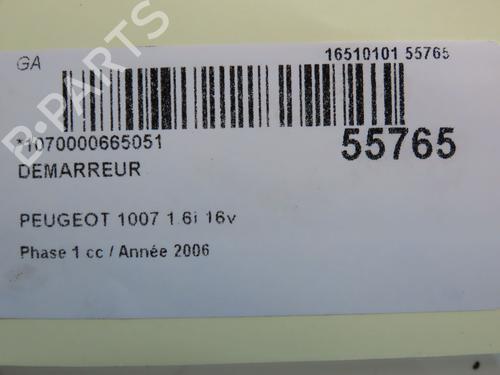 GA
16510101 55765
*1070000665051
55765
DEMARREUR
PEUGEOT 1007 1.6i 16v
Phase 1 cc / Année 2006
B-PARTS